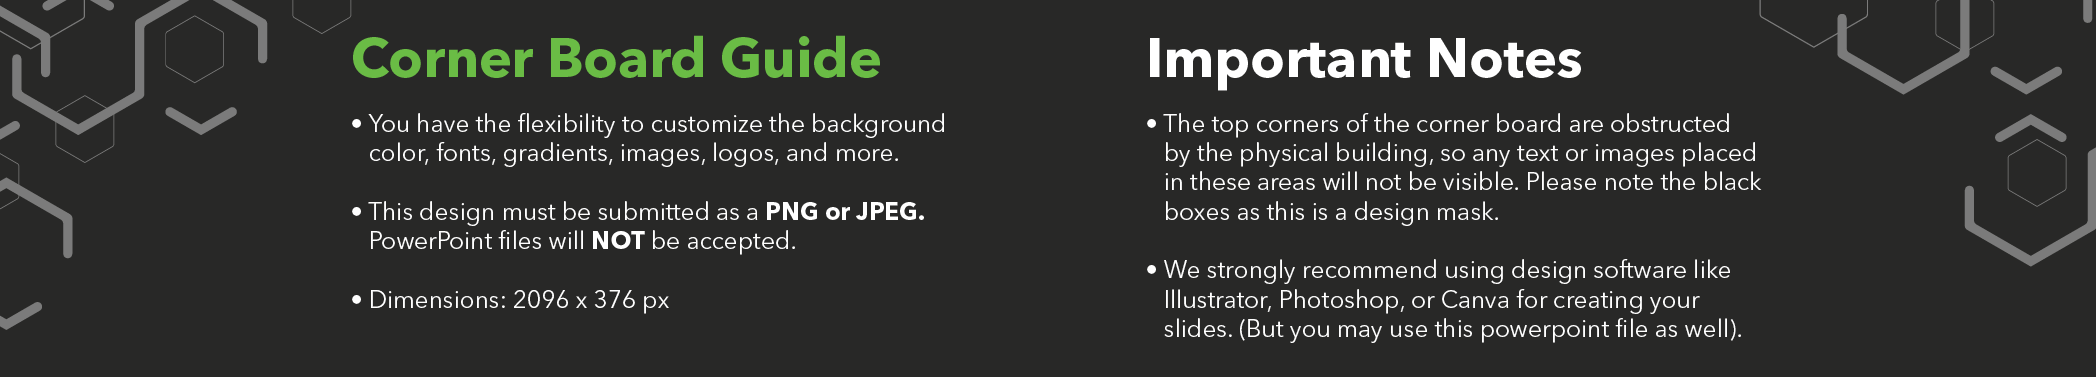 Corner Board Guide
• You have the flexibility to customize the background
color, fonts, gradients, images, logos, and more.
• This design must be submitted as a PNG or JPEG.
PowerPoint files will NOT be accepted.
• Dimensions: 2096 x 376 px
Important Notes
• The top corners of the corner board are obstructed
by the physical building, so any text or images placed
in these areas will not be visible. Please note the black
boxes as this is a design mask.
• We strongly recommend using design software like
Illustrator, Photoshop, or Canva for creating your
slides. (But you may use this powerpoint file as well).